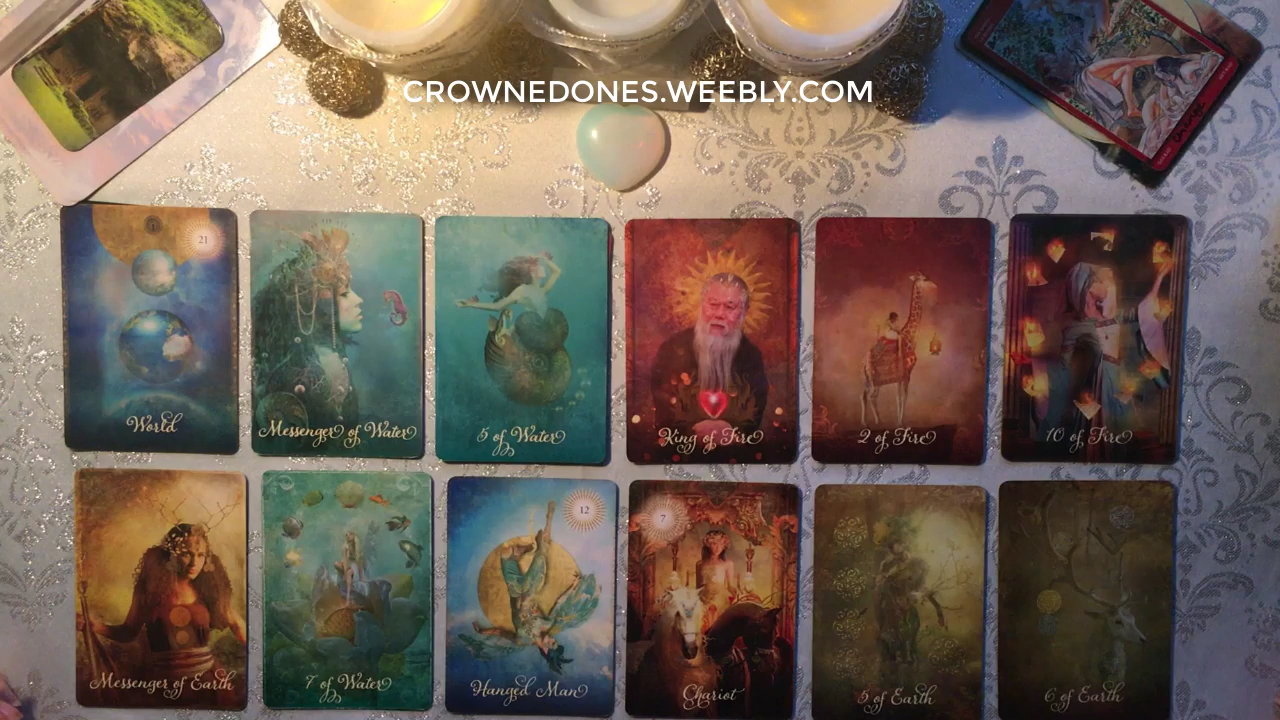 CROWNEDONES.WEEBLY.COM
21
World
Messenger of Water
5 of Water
King of Fire
2 of Fire
10 of Fire
Messenger of Earth
7 of Water
12
Hanged Man
7
Chariot
5 of Earth
6 of Earth